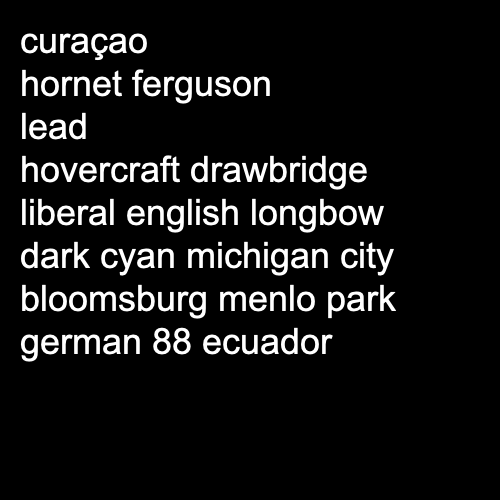 curaçao
hornet ferguson
lead
hovercraft drawbridge
liberal english longbow
dark cyan michigan city
bloomsburg menlo park
german 88 ecuador